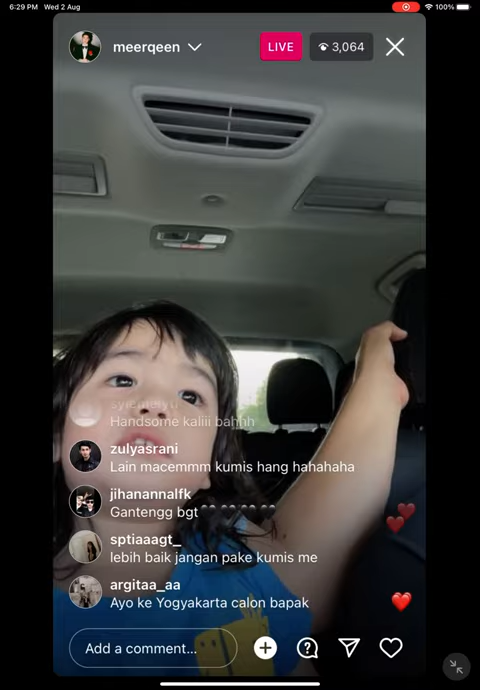 6:29 PM Wed 2 Aug
100%
meerqeen
LIVE
3,064
Handsome kaliii bahhh
zulyasrani
Lain macemmm kumis hang hahahaha
jihanannalfk
Gantengg bgt
sptiaaagt_
lebih baik jangan pake kumis me
argitaa_aa
Ayo ke Yogyakarta calon bapak
Add a comment...